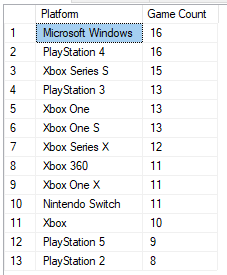 Platform Game Count
1 Microsoft Windows 16
2 PlayStation 4 16
3 Xbox Series S 15
4 PlayStation 3 13
5 Xbox One 13
6 Xbox One S 13
7 Xbox Series X 12
8 Xbox 360 11
9 Xbox One X 11
10 Nintendo Switch 11
11 Xbox 10
12 PlayStation 5 9
13 PlayStation 2 8